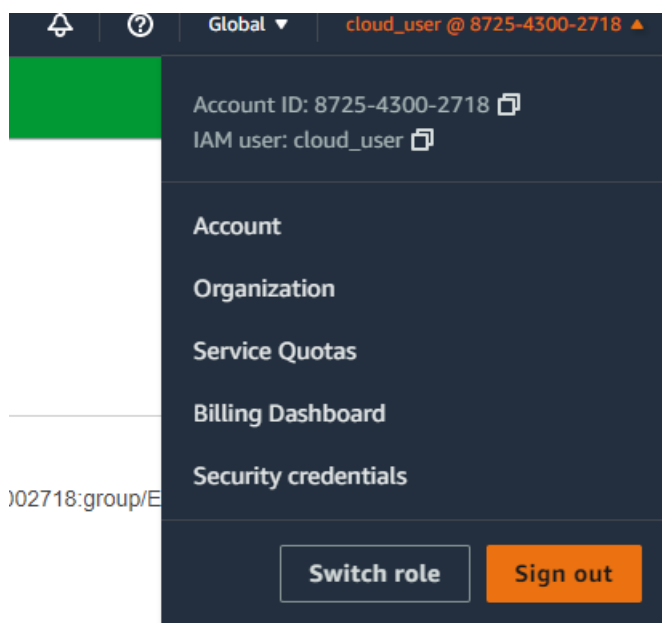 Global ▼ cloud_user @ 8725-4300-2718 ▲
Account ID: 8725-4300-2718
IAM user: cloud_user
Account
Organization
Service Quotas
Billing Dashboard
Security credentials
002718:group/E
Switch role Sign out